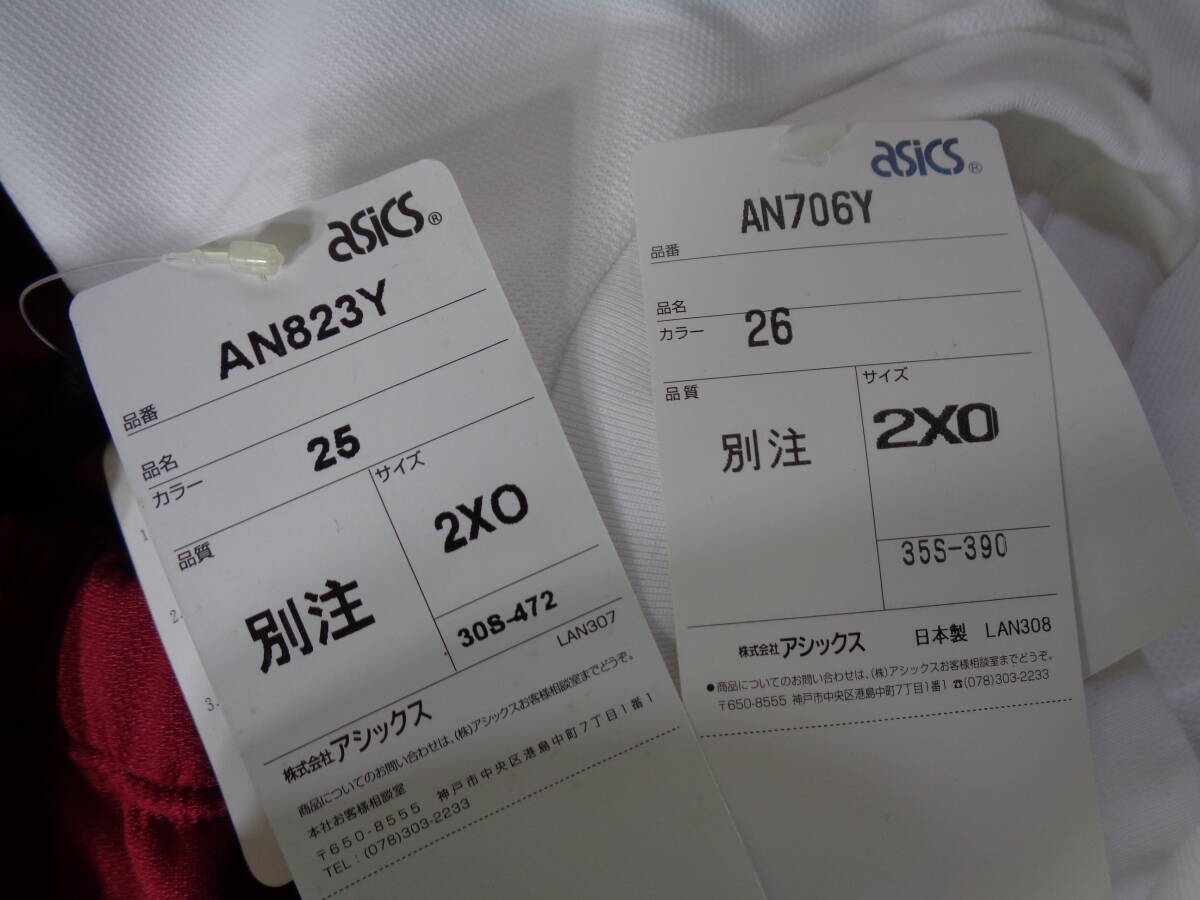 asics®
AN823Y
品番
品名
カラー 25
品質
サイズ
別注
2XO
30S-472
LAN307
株式会社アシックス
商品についてのお問い合わせは、(株)アシックスお客様相談室までどうぞ。
本社お客様相談室
〒650-8555 神戸市中央区港島中町7丁目1番1
TEL:(078)303-2233
1
2.
3.
asics®
AN706Y
品番
品名
カラー 26
品質
サイズ
別注
2XO
35S-390
株式会社アシックス 日本製 LAN308
●商品についてのお問い合わせは、(株)アシックスお客様相談室までどうぞ。
〒650-8555 神戸市中央区港島中町7丁目1番1 ☎(078)303-2233